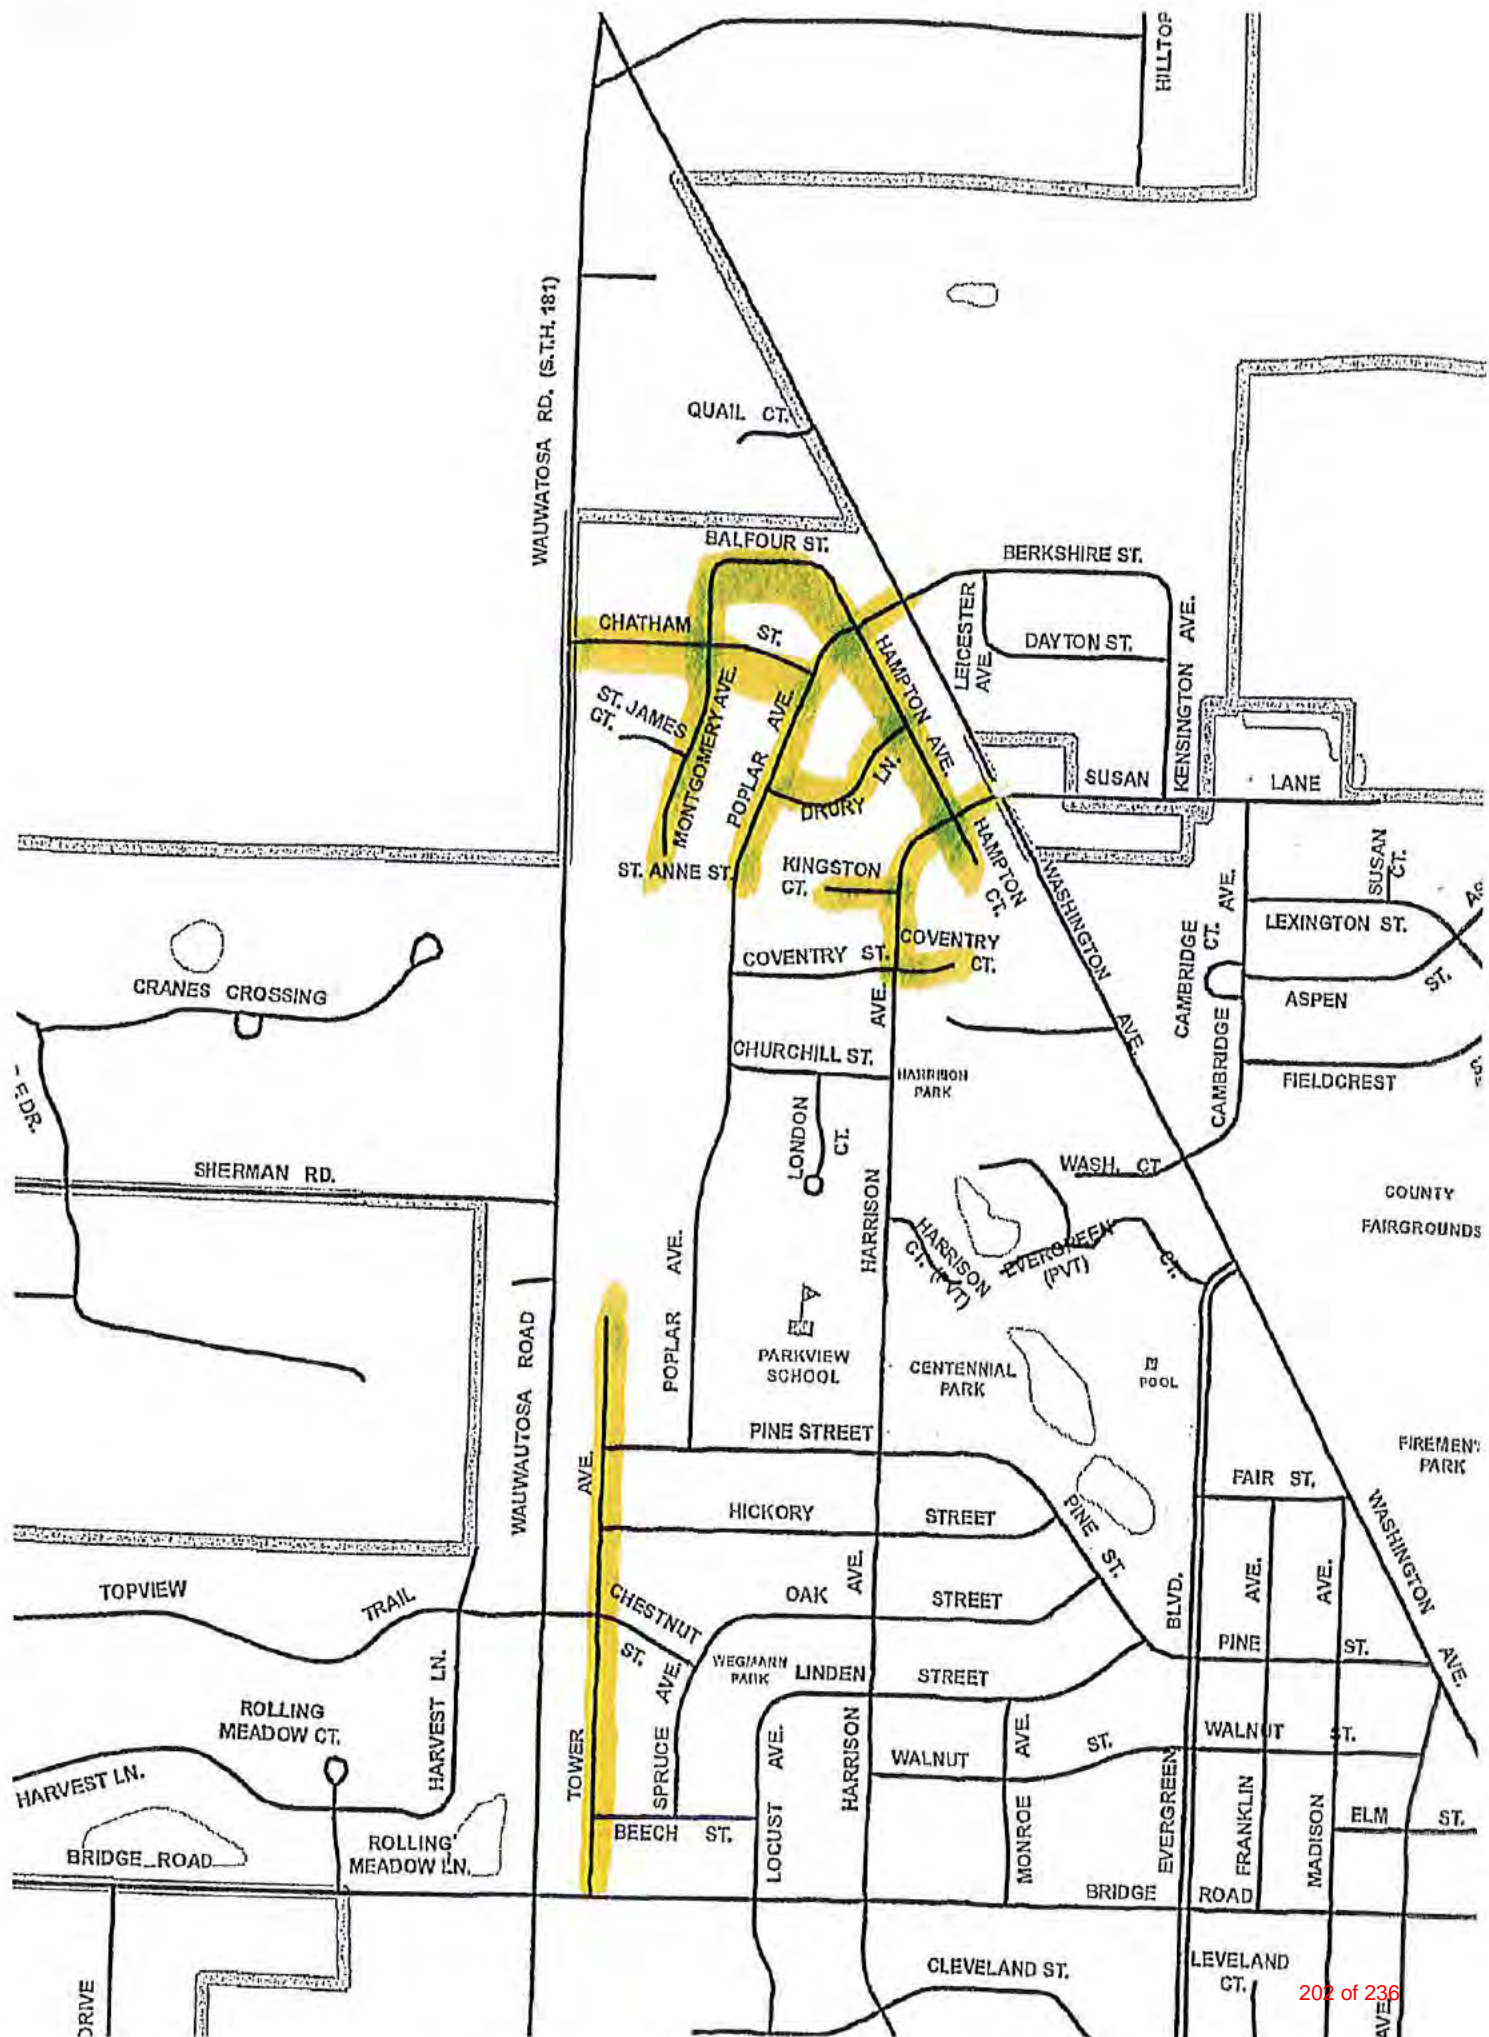 HILLTOP
WAUWATOSA RD. (S.T.H. 181)
QUAIL CT.
BALFOUR ST.
BERKSHIRE ST.
CHATHAM ST.
HAMPTON AVE.
LEICESTER AVE.
DAYTON ST.
KENSINGTON AVE.
ST. JAMES CT.
MONTGOMERY AVE.
POPLAR AVE.
DRURY LN.
SUSAN LANE
ST. ANNE ST.
KINGSTON CT.
HAMPTON CT.
WASHINGTON AVE.
SUSAN CT.
CAMBRIDGE CT.
CAMBRIDGE AVE.
LEXINGTON ST.
COVENTRY ST.
COVENTRY CT.
CRANES CROSSING
ASPEN ST.
CHURCHILL ST.
HARRISON PARK
FIELDCREST
LONDON CT.
DR.
SHERMAN RD.
WASH. CT.
COUNTY
FAIRGROUNDS
HARRISON AVE.
HARRISON CT. (PVT)
EVERGREEN (PVT) CT.
POPLAR AVE.
WAUWAUTOSA ROAD
PARKVIEW
SCHOOL
CENTENNIAL
PARK
POOL
PINE STREET
FIREMEN'
PARK
FAIR ST.
HICKORY STREET
PINE ST.
WASHINGTON AVE.
TOPVIEW TRAIL
CHESTNUT ST.
OAK STREET
WEGMANN
PARK
LINDEN STREET
PINE ST.
ROLLING
MEADOW CT.
HARVEST LN.
HARVEST LN.
TOWER AVE.
SPRUCE AVE.
LOCUST AVE.
HARRISON AVE.
WALNUT ST.
WALNUT ST.
MONROE AVE.
EVERGREEN BLVD.
FRANKLIN AVE.
MADISON AVE.
ELM ST.
BEECH ST.
BRIDGE ROAD
ROLLING
MEADOW LN.
BRIDGE ROAD
CLEVELAND ST.
LEVELAND
CT.
DRIVE
AVE
202 of 236